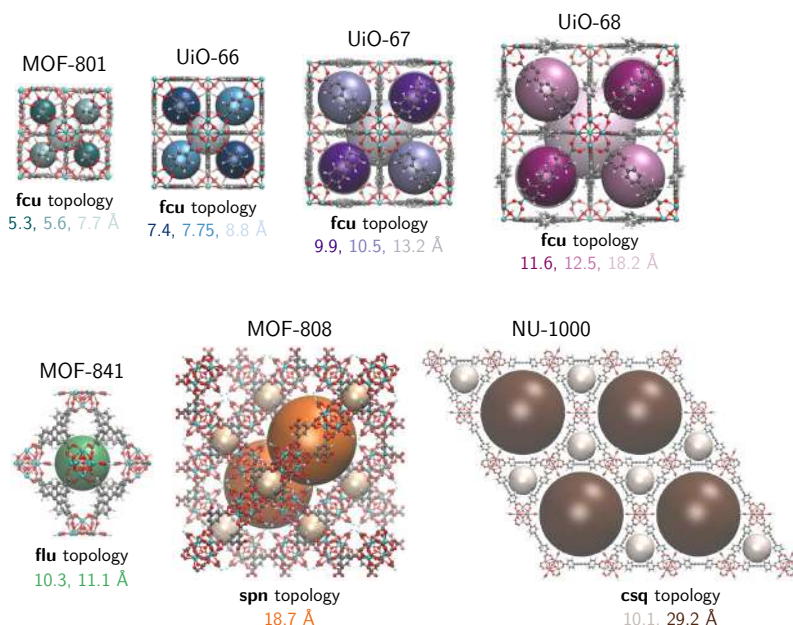 MOF-801
fcu topology
5.3, 5.6, 7.7 Å
UiO-66
fcu topology
7.4, 7.75, 8.8 Å
UiO-67
fcu topology
9.9, 10.5, 13.2 Å
UiO-68
fcu topology
11.6, 12.5, 18.2 Å
MOF-841
flu topology
10.3, 11.1 Å
MOF-808
spn topology
18.7 Å
NU-1000
csq topology
10.1, 29.2 Å